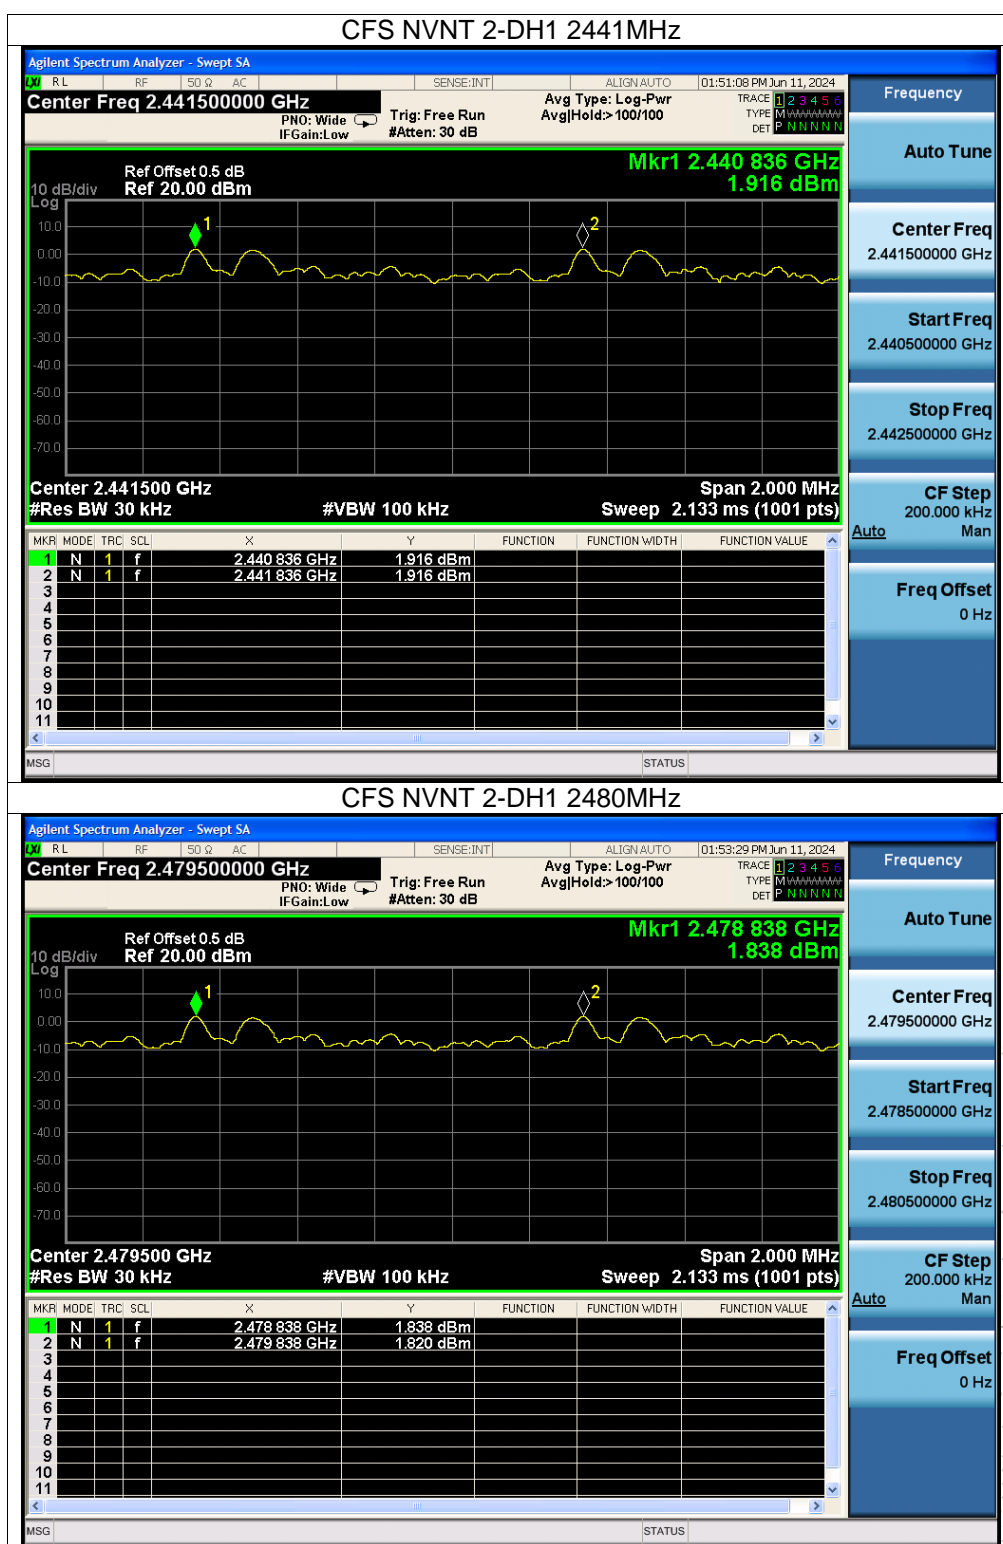 CFS NVNT 2-DH1 2441MHz
Agilent Spectrum Analyzer - Swept SA
LXI RL RF 50 Ω AC SENSE:INT ALIGNAUTO 01:51:08 PM Jun 11, 2024
Center Freq 2.441500000 GHz
PNO: Wide
IFGain:Low
Trig: Free Run
#Atten: 30 dB
Avg Type: Log-Pwr
Avg|Hold:>100/100
TRACE 1 2 3 4 5 6
TYPE MWWWWW
DET P N N N N N
Frequency
Auto Tune
Center Freq
2.441500000 GHz
Start Freq
2.440500000 GHz
Stop Freq
2.442500000 GHz
CF Step
200.000 kHz
Auto Man
Freq Offset
0 Hz
Mkr1 2.440 836 GHz
1.916 dBm
Ref Offset 0.5 dB
10 dB/div Ref 20.00 dBm
Log
10.0
0.00
-10.0
-20.0
-30.0
-40.0
-50.0
-60.0
-70.0
1
2
Center 2.441500 GHz Span 2.000 MHz
#Res BW 30 kHz #VBW 100 kHz Sweep 2.133 ms (1001 pts)
MKR MODE TRC SCL X Y FUNCTION FUNCTION WIDTH FUNCTION VALUE
1 N 1 f 2.440 836 GHz 1.916 dBm
2 N 1 f 2.441 836 GHz 1.916 dBm
3
4
5
6
7
8
9
10
11
MSG STATUS
CFS NVNT 2-DH1 2480MHz
Agilent Spectrum Analyzer - Swept SA
LXI RL RF 50 Ω AC SENSE:INT ALIGNAUTO 01:53:29 PM Jun 11, 2024
Center Freq 2.479500000 GHz
PNO: Wide
IFGain:Low
Trig: Free Run
#Atten: 30 dB
Avg Type: Log-Pwr
Avg|Hold:>100/100
TRACE 1 2 3 4 5 6
TYPE MWWWWW
DET P N N N N N
Frequency
Auto Tune
Center Freq
2.479500000 GHz
Start Freq
2.478500000 GHz
Stop Freq
2.480500000 GHz
CF Step
200.000 kHz
Auto Man
Freq Offset
0 Hz
Mkr1 2.478 838 GHz
1.838 dBm
Ref Offset 0.5 dB
10 dB/div Ref 20.00 dBm
Log
10.0
0.00
-10.0
-20.0
-30.0
-40.0
-50.0
-60.0
-70.0
1
2
Center 2.479500 GHz Span 2.000 MHz
#Res BW 30 kHz #VBW 100 kHz Sweep 2.133 ms (1001 pts)
MKR MODE TRC SCL X Y FUNCTION FUNCTION WIDTH FUNCTION VALUE
1 N 1 f 2.478 838 GHz 1.838 dBm
2 N 1 f 2.479 838 GHz 1.820 dBm
3
4
5
6
7
8
9
10
11
MSG STATUS